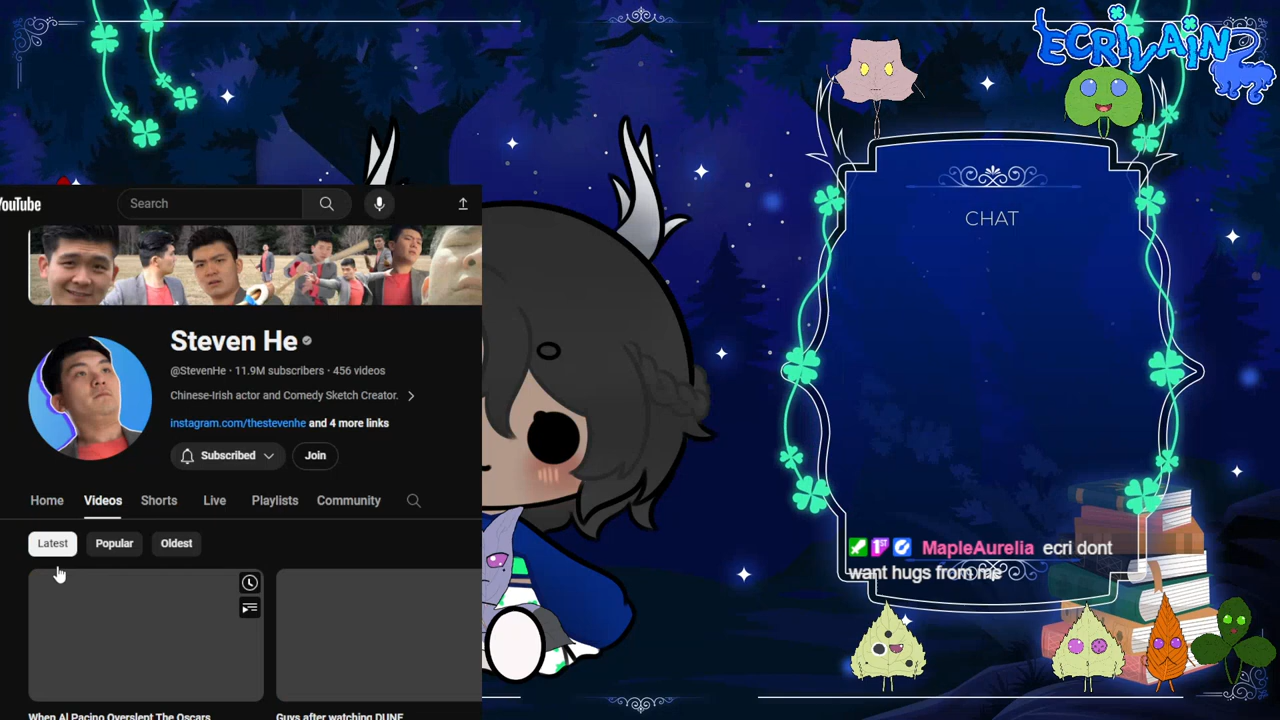 ECRIVAIN
YouTube
Search
CHAT
Steven He
@StevenHe · 11.9M subscribers · 456 videos
Chinese-Irish actor and Comedy Sketch Creator.
instagram.com/thestevenhe and 4 more links
Subscribed
Join
Home
Videos
Shorts
Live
Playlists
Community
Latest
Popular
Oldest
MapleAurelia ecri dont
want hugs from me
When Al Pacino Overslept The Oscars
Guys after watching DUNE